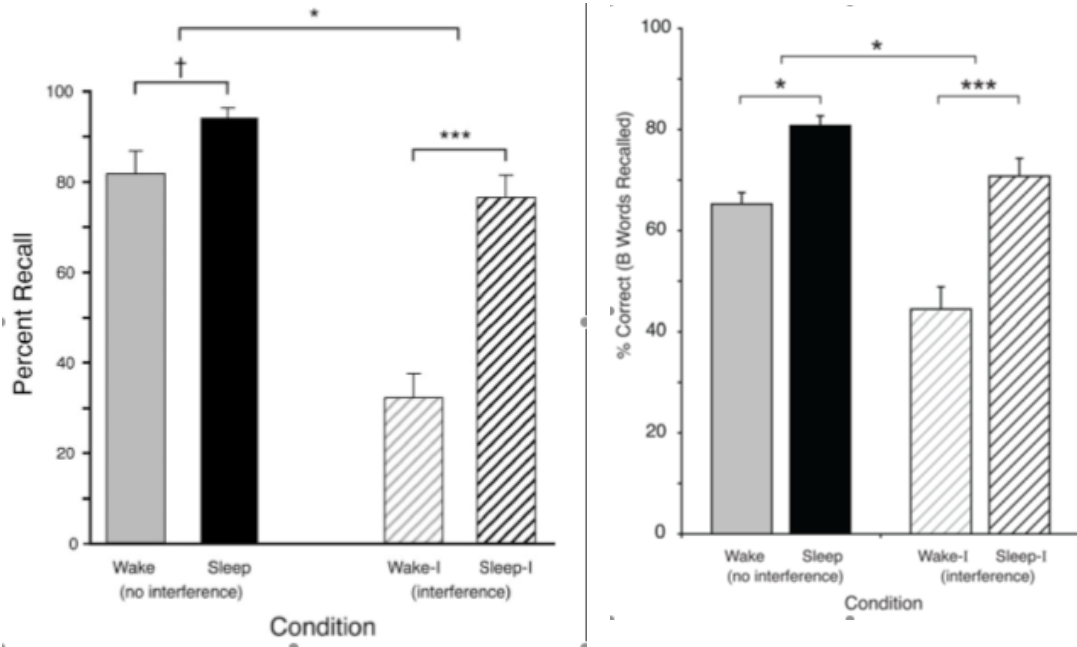 *
†
***
100
80
60
40
20
0
Percent Recall
Wake Sleep Wake-I Sleep-I
(no interference) (interference)
Condition
*
* ***
100
80
60
40
20
0
% Correct (B Words Recalled)
Wake Sleep Wake-I Sleep-I
(no interference) (interference)
Condition